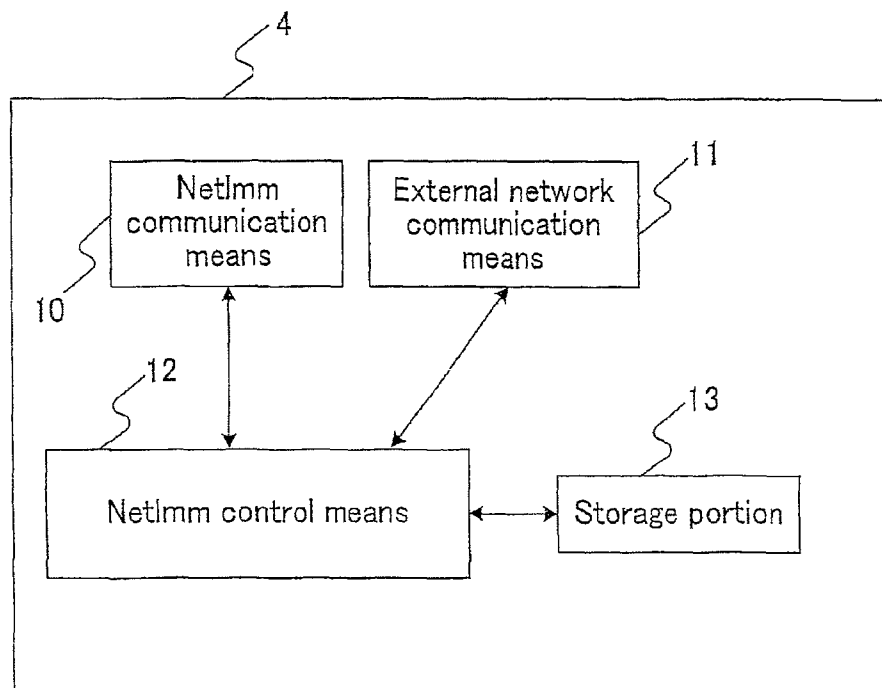 4
NetImm
communication
means
10
External network
communication
means
11
12
NetImm control means
13
Storage portion